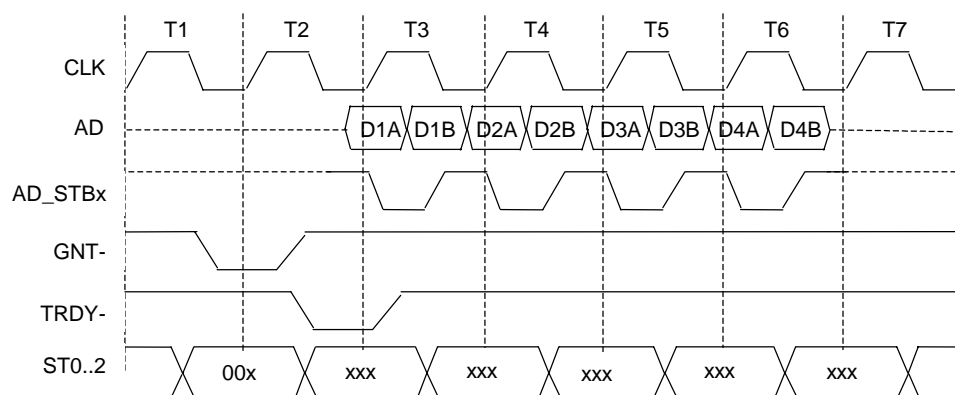 T1 T2 T3 T4 T5 T6 T7
CLK
AD D1A D1B D2A D2B D3A D3B D4A D4B
AD_STBx
GNT-
TRDY-
ST0..2 00x xxx xxx xxx xxx xxx